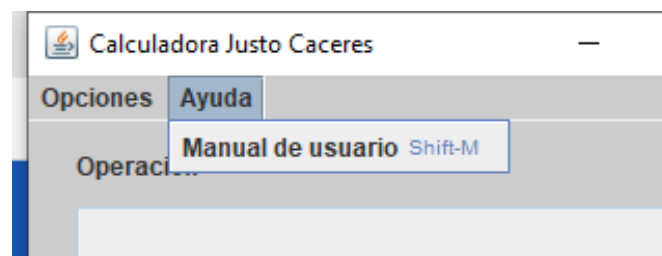 Calculadora Justo Caceres
Opciones Ayuda
Manual de usuario Shift-M